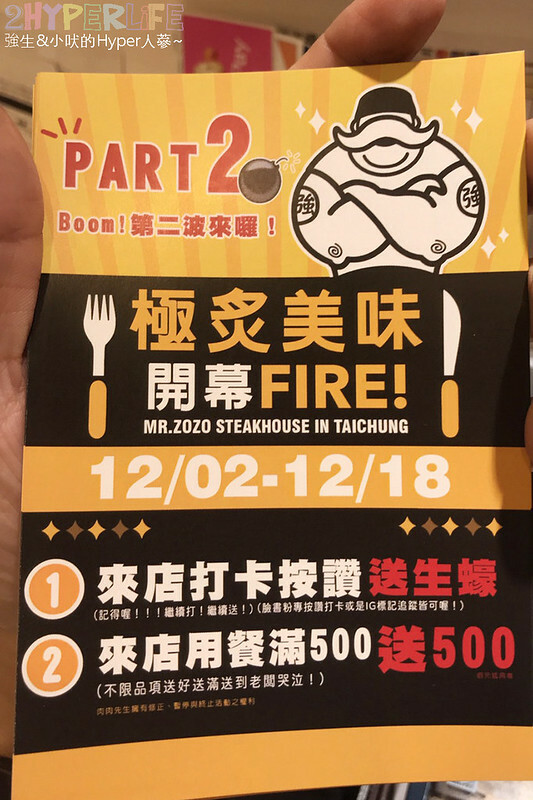 2HYPERLiFE
強生&小吠的Hyper人蔘~
PART 2
Boom!第二波來囉！
強
強
極炙美味
開幕FIRE!
MR.ZOZO STEAKHOUSE IN TAICHUNG
12/02-12/18
1 來店打卡按讚 送生蠔
(記得喔！！！繼續打！繼續送！)(臉書粉專按讚打卡或是IG標記追蹤皆可喔！)
2 來店用餐滿500 送500
(不限品項送好送滿送到老闆哭泣！)
肉肉先生擁有修正、暫停與終止活動之權利